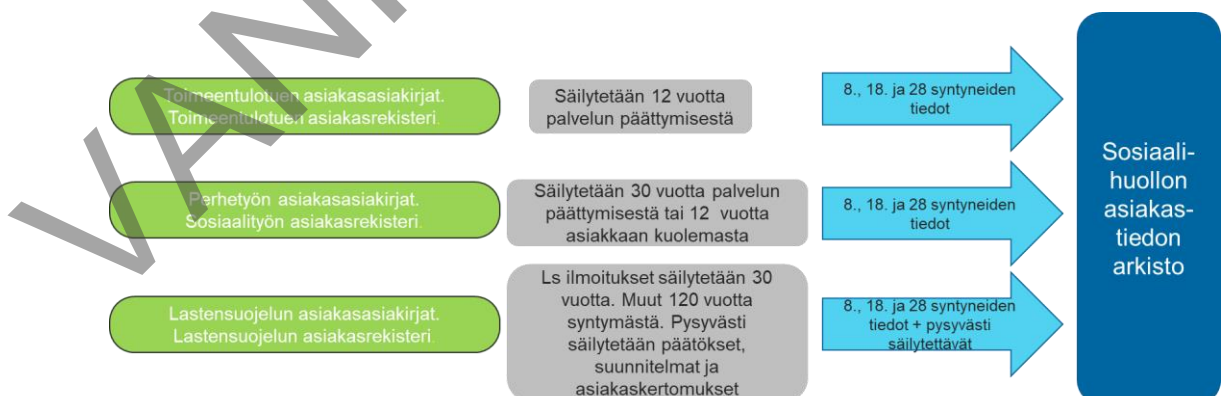 VAN
Toimeentulotuen asiakasasiakirjat.
Toimeentulotuen asiakasrekisteri.
Säilytetään 12 vuotta
palvelun päättymisestä
8., 18. ja 28 syntyneiden
tiedot
Perhetyön asiakasasiakirjat.
Sosiaalityön asiakasrekisteri.
Säilytetään 30 vuotta palvelun
päättymisestä tai 12 vuotta
asiakkaan kuolemasta
8., 18. ja 28 syntyneiden
tiedot
Lastensuojelun asiakasasiakirjat.
Lastensuojelun asiakasrekisteri.
Ls ilmoitukset säilytetään 30
vuotta. Muut 120 vuotta
syntymästä. Pysyvästi
säilytetään päätökset,
suunnitelmat ja
asiakaskertomukset
8., 18. ja 28 syntyneiden
tiedot + pysyvästi
säilytettävät
Sosiaali-
huollon
asiakas-
tiedon
arkisto